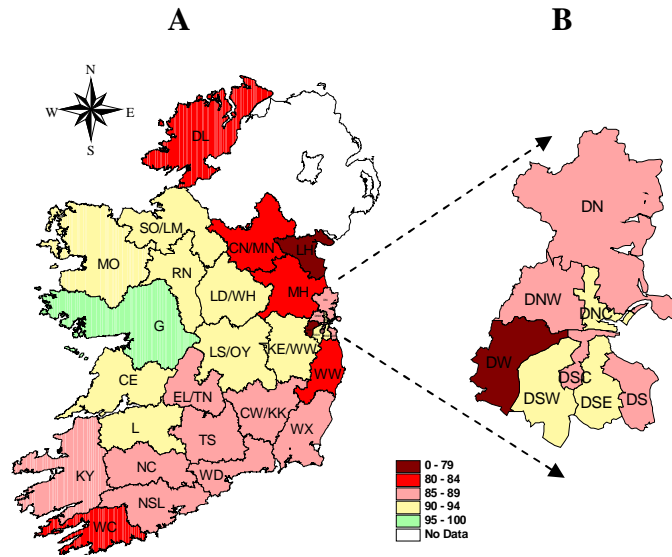 A B
N
W E
S
DL
SO/LM
CN/MN
LH
MO
RN
LD/WH
MH
G
LS/OY
KE/WW
CE
WW
EL/TN
CW/KK
L
TS
WX
KY
NC
WD
NSL
WC
DN
DNW
DNC
DW
DSW
DSC
DSE
DS
0 - 79
80 - 84
85 - 89
90 - 94
95 - 100
No Data